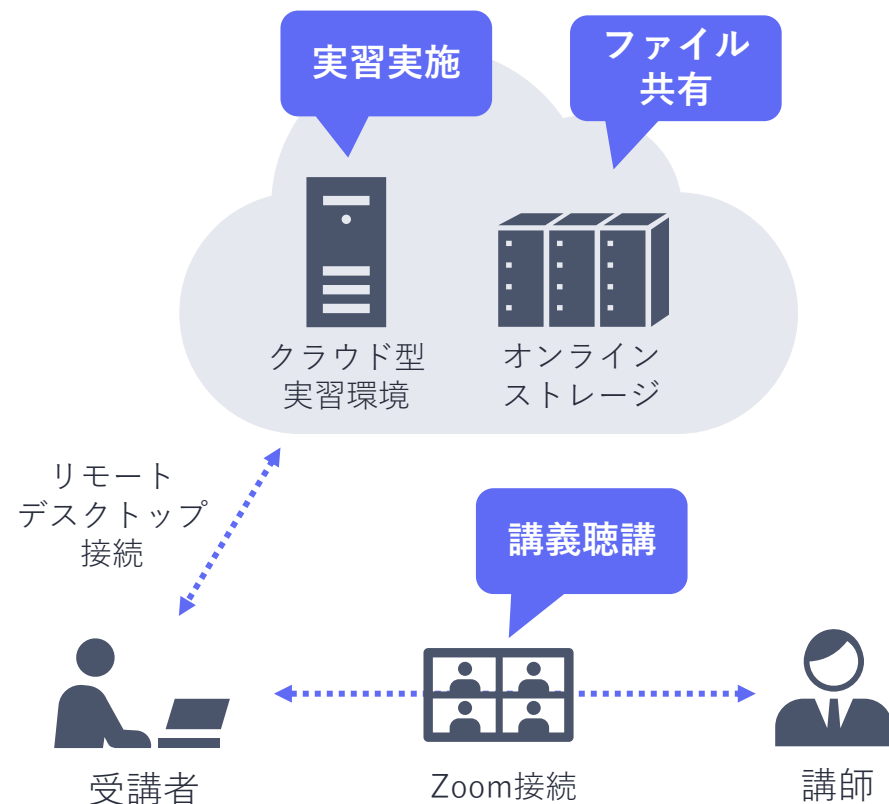 実習実施
ファイル
共有
クラウド型
実習環境
オンライン
ストレージ
リモート
デスクトップ
接続
講義聴講
受講者
Zoom接続
講師